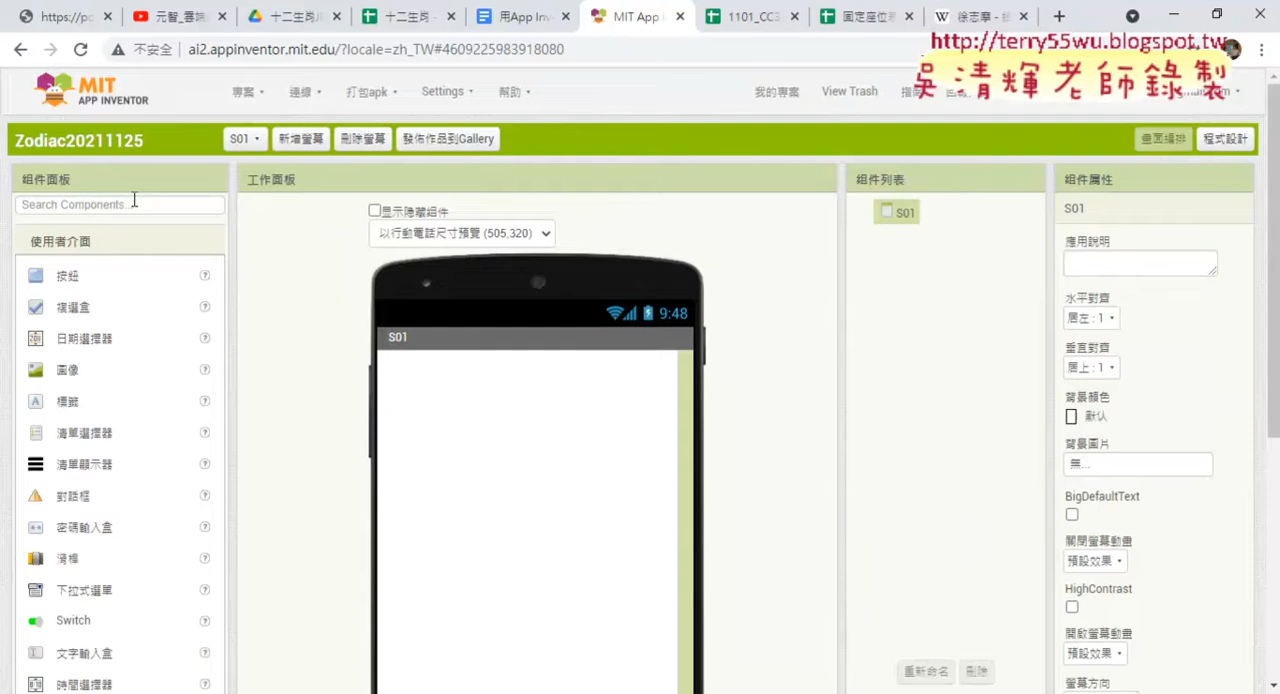 https://pc
元智_雲端
十二生肖
十二生肖
用App Inv
MIT App I
1101_CC
固定座位
徐志摩 -
不安全 ai2.appinventor.mit.edu/?locale=zh_TW#4609225983918080
http://terry55wu.blogspot.tw
吳清輝老師錄製
MIT
APP INVENTOR
專案
連線
打包apk
Settings
幫助
我的專案
View Trash
Zodiac20211125
S01
新增螢幕
刪除螢幕
發佈作品到Gallery
畫面編排
程式設計
組件面板
Search Components...
使用者介面
按鈕
複選盒
日期選擇器
圖像
標籤
清單選擇器
清單顯示器
對話框
密碼輸入盒
滑桿
下拉式選單
Switch
文字輸入盒
時間選擇器
工作面板
显示隐藏組件
以行動電話尺寸預覽 (505,320)
9:48
S01
組件列表
S01
重新命名
刪除
組件屬性
S01
應用說明
水平對齊
居左 : 1
垂直對齊
居上 : 1
背景顏色
默认
背景圖片
無...
BigDefaultText
關閉螢幕動畫
預設效果
HighContrast
開啟螢幕動畫
預設效果
螢幕方向